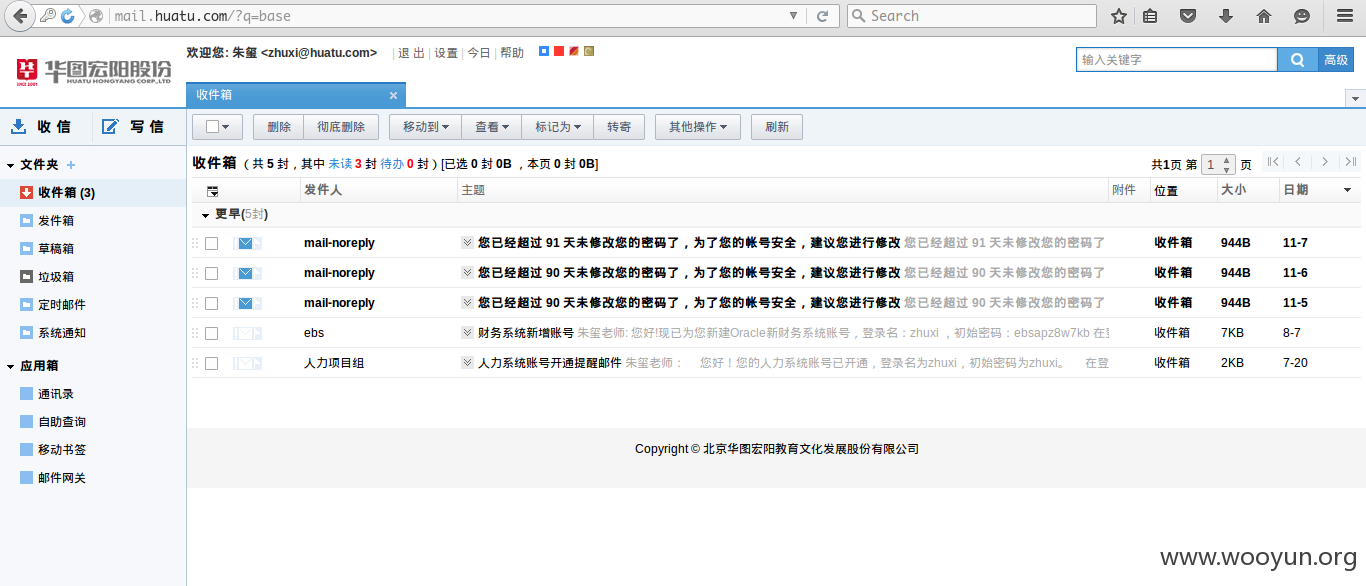 mail.huatu.com/?q=base
Search
华图宏阳股份
HUATU HONGYANG CORP.,LTD
欢迎您: 朱玺 <zhuxi@huatu.com> | 退 出 | 设置 | 今日 | 帮助
输入关键字
高级
收件箱
收 信
写 信
删除 彻底删除 移动到 查看 标记为 转寄 其他操作 刷新
文件夹 +
收件箱 (3)
发件箱
草稿箱
垃圾箱
定时邮件
系统通知
应用箱
通讯录
自助查询
移动书签
邮件网关
收件箱 ( 共 5 封 , 其中 未读 3 封 待办 0 封 ) [已选 0 封 0B , 本页 0 封 0B]
共1页 第 1 页
发件人 主题 附件 位置 大小 日期
更早(5封)
mail-noreply 您已经超过 91 天未修改您的密码了，为了您的帐号安全，建议您进行修改 您已经超过 91 天未修改您的密码了 收件箱 944B 11-7
mail-noreply 您已经超过 90 天未修改您的密码了，为了您的帐号安全，建议您进行修改 您已经超过 90 天未修改您的密码了 收件箱 944B 11-6
mail-noreply 您已经超过 90 天未修改您的密码了，为了您的帐号安全，建议您进行修改 您已经超过 90 天未修改您的密码了 收件箱 944B 11-5
ebs 财务系统新增账号 朱玺老师: 您好!现已为您新建Oracle新财务系统账号，登录名：zhuxi ，初始密码：ebsapz8w7kb 在 收件箱 7KB 8-7
人力项目组 人力系统账号开通提醒邮件 朱玺老师： 您好！您的人力系统账号已开通，登录名为zhuxi，初始密码为zhuxi。 在登 收件箱 2KB 7-20
Copyright © 北京华图宏阳教育文化发展股份有限公司
www.wooyun.org